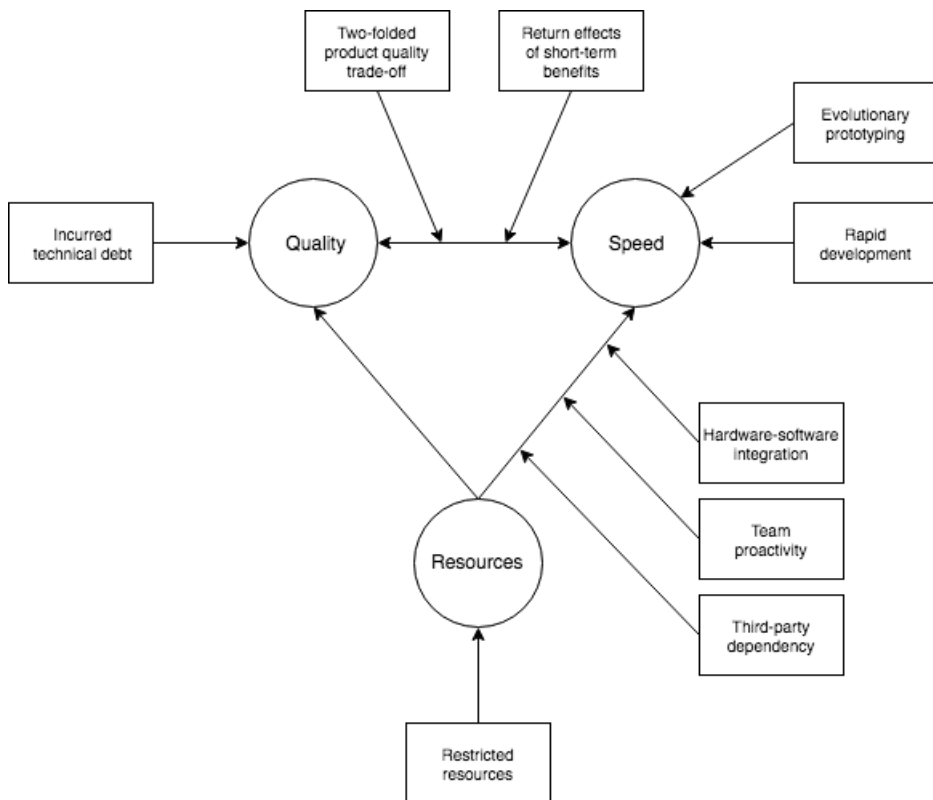 Two-folded
product quality
trade-off
Return effects
of short-term
benefits
Evolutionary
prototyping
Incurred
technical debt
Quality
Speed
Rapid
development
Hardware-software
integration
Team
proactivity
Resources
Third-party
dependency
Restricted
resources